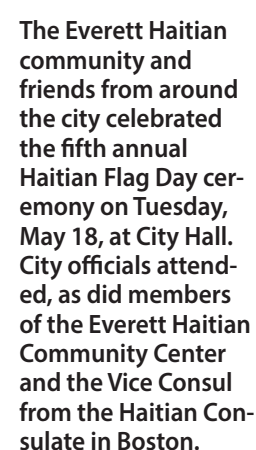 The Everett Haitian
community and
friends from around
the city celebrated
the fifth annual
Haitian Flag Day cer-
emony on Tuesday,
May 18, at City Hall.
City officials attend-
ed, as did members
of the Everett Haitian
Community Center
and the Vice Consul
from the Haitian Con-
sulate in Boston.